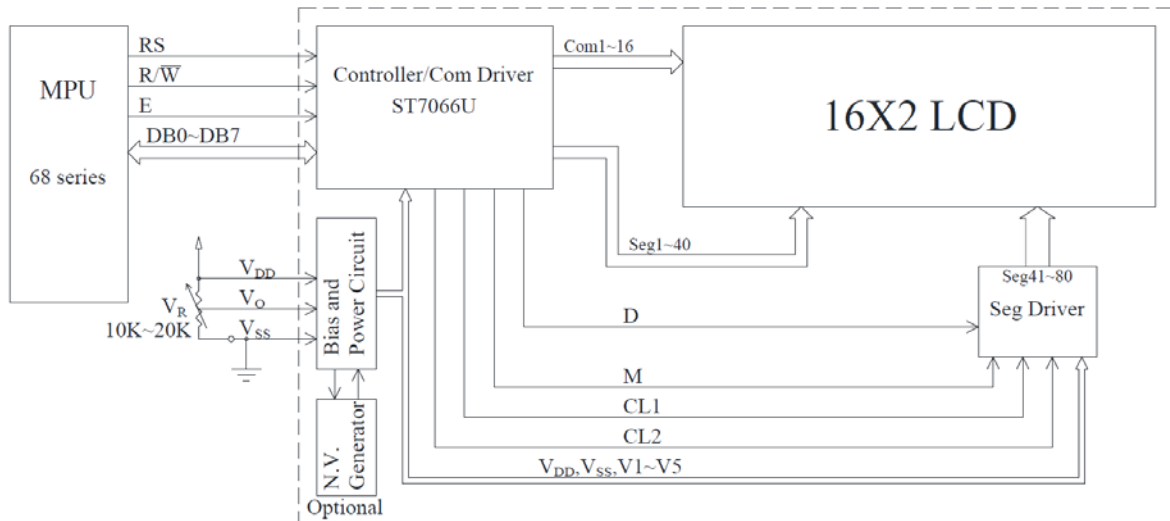 MPU
68 series
RS
R/W̅
E
DB0~DB7
Controller/Com Driver
ST7066U
Com1~16
16X2 LCD
Seg1~40
Seg41~80
Seg Driver
VDD
VR
VO
10K~20K
VSS
Bias and
Power Circuit
N.V.
Generator
Optional
D
M
CL1
CL2
VDD,VSS,V1~V5